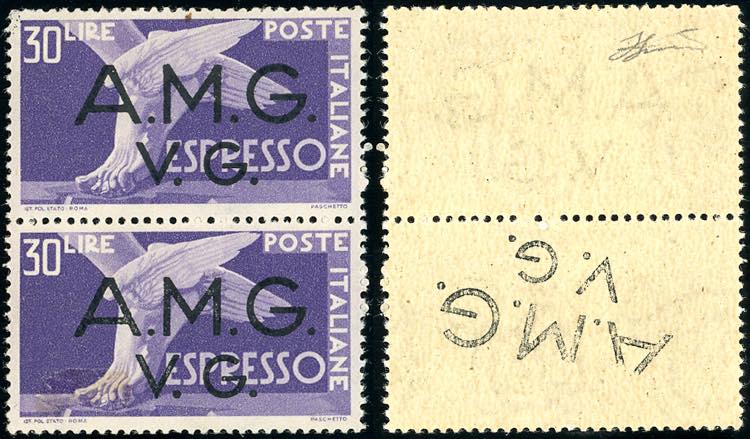 30 LIRE POSTE ITALIANE
A.M.G.
V.G.
ESPRESSO
IST. POL. STATO - ROMA PASCHETTO
30 LIRE POSTE ITALIANE
A.M.G.
V.G.
ESPRESSO
IST. POL. STATO - ROMA PASCHETTO
A.M.G.
V.G.
A.M.G.
V.G.